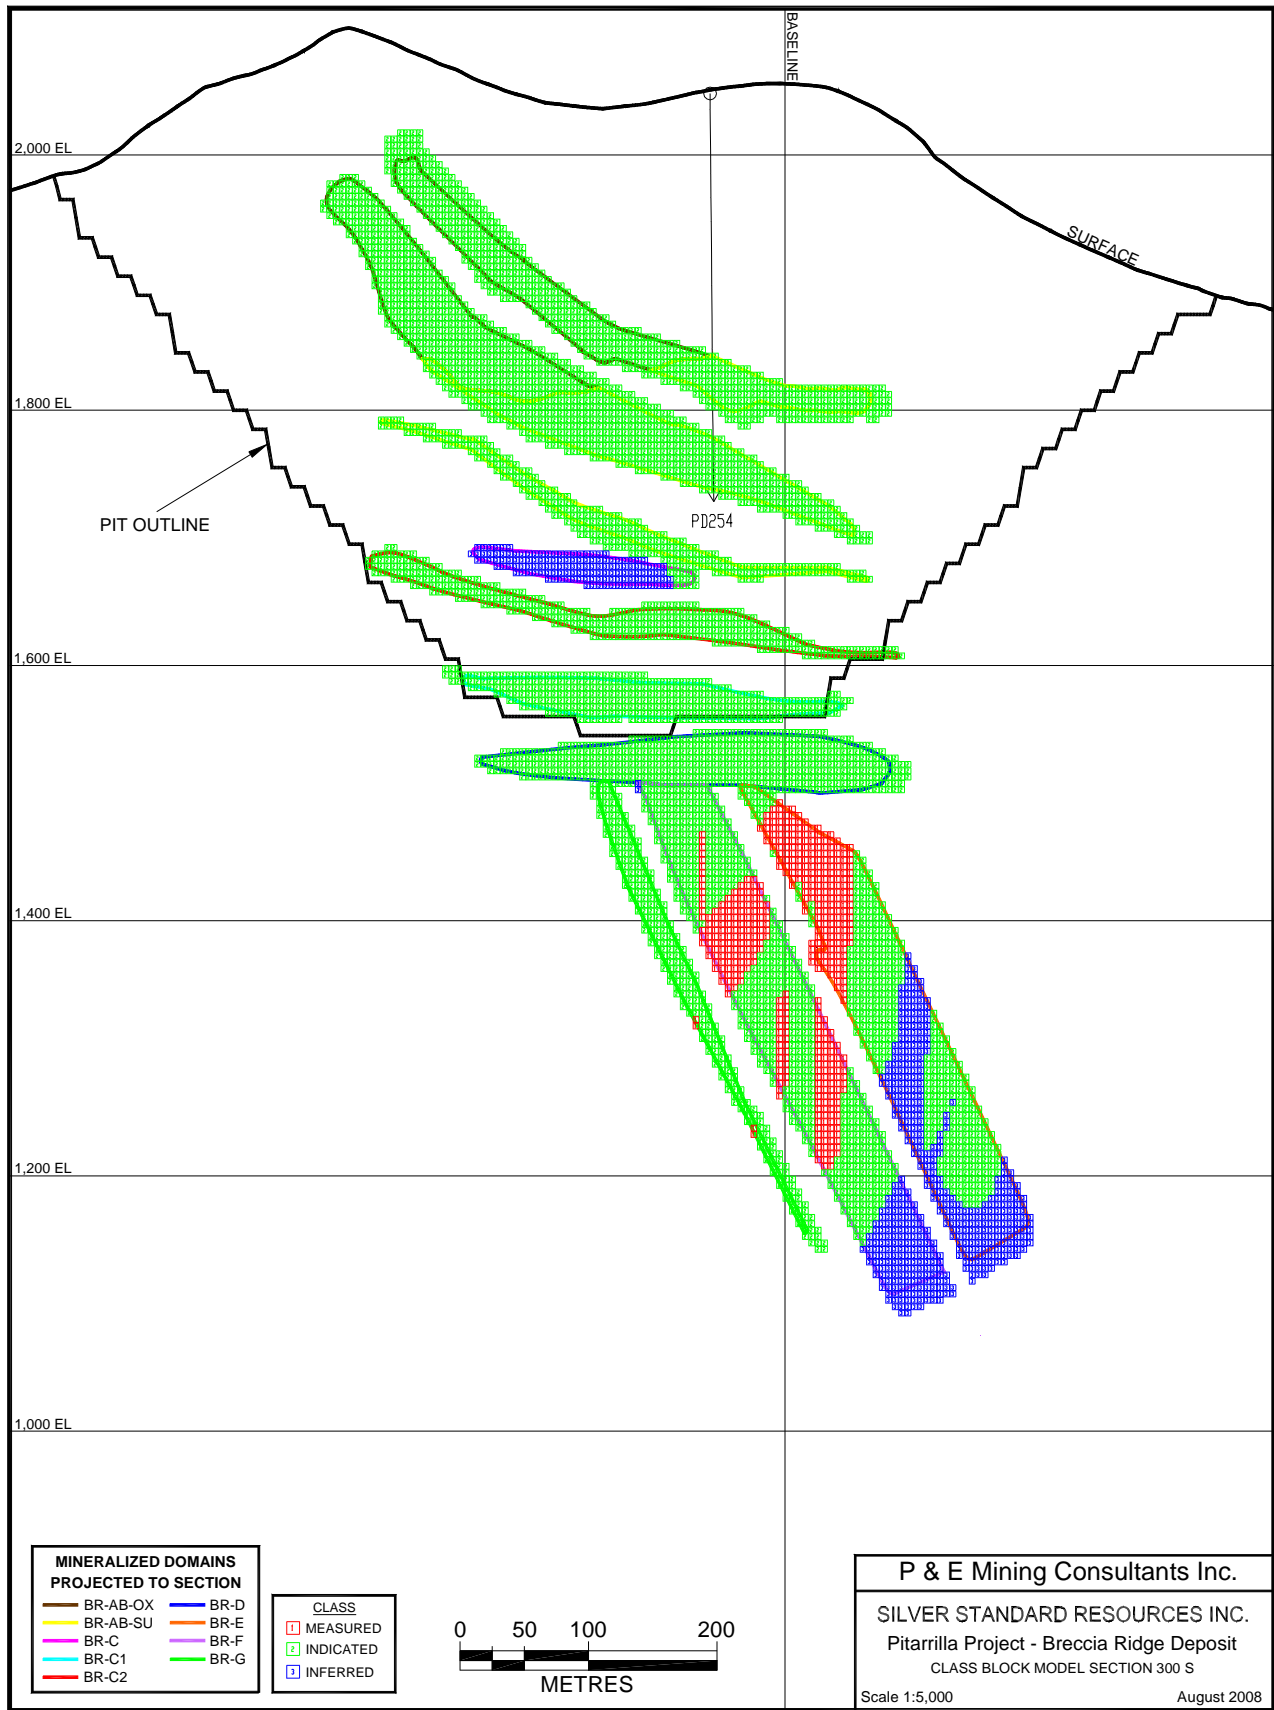 BASELINE
2,000 EL
SURFACE
1,800 EL
PIT OUTLINE
PD254
1,600 EL
1,400 EL
1,200 EL
1,000 EL
MINERALIZED DOMAINS
PROJECTED TO SECTION
BR-AB-OX
BR-AB-SU
BR-C
BR-C1
BR-C2
BR-D
BR-E
BR-F
BR-G
CLASS
1 MEASURED
2 INDICATED
3 INFERRED
0 50 100 200
METRES
P & E Mining Consultants Inc.
SILVER STANDARD RESOURCES INC.
Pitarrilla Project - Breccia Ridge Deposit
CLASS BLOCK MODEL SECTION 300 S
Scale 1:5,000 August 2008